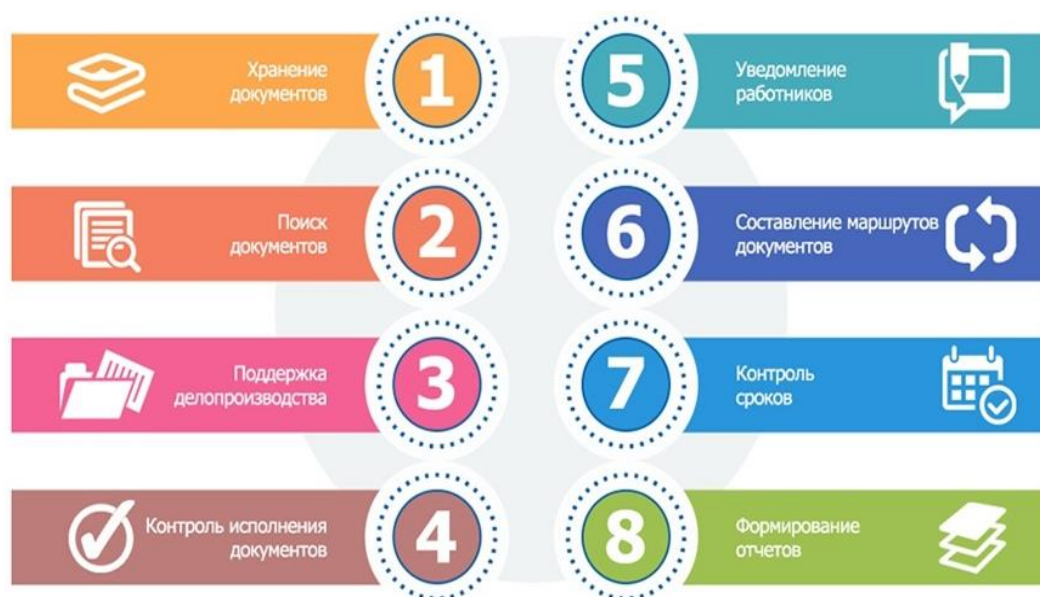 Хранение
документов
1
Поиск
документов
2
Поддержка
делопроизводства
3
Контроль исполнения
документов
4
5
Уведомление
работников
6
Составление маршрутов
документов
7
Контроль
сроков
8
Формирование
отчетов